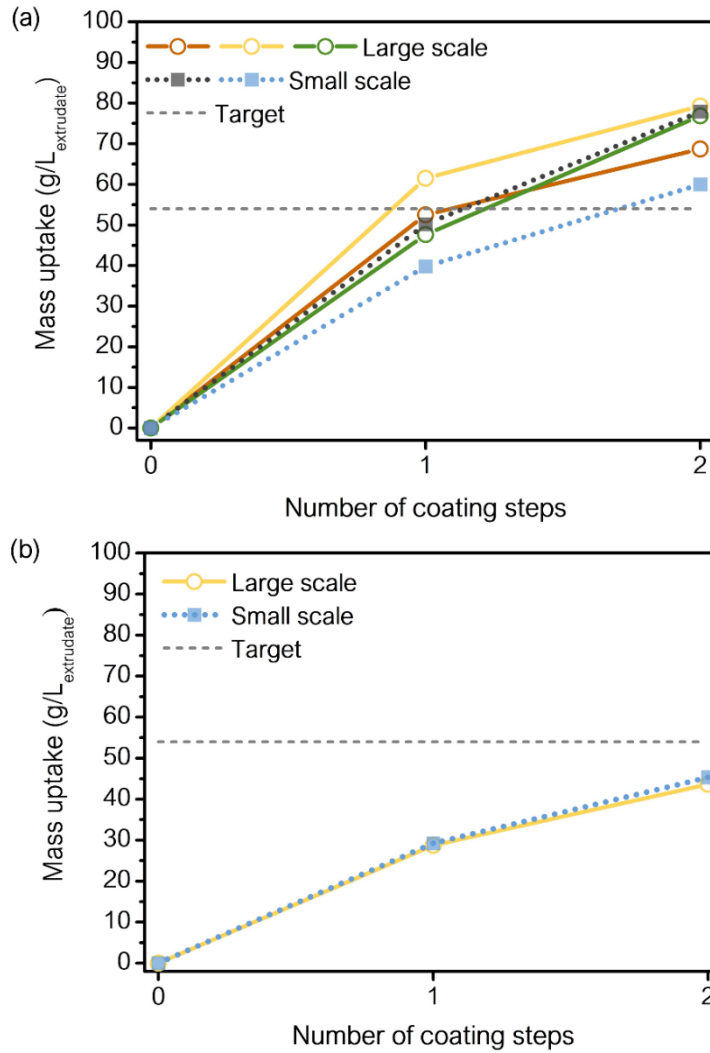 (a)
100
90
80
70
60
50
40
30
20
10
0
Mass uptake (g/L_extrudate)
Large scale
Small scale
Target
0 1 2
Number of coating steps
(b)
100
90
80
70
60
50
40
30
20
10
0
Mass uptake (g/L_extrudate)
Large scale
Small scale
Target
0 1 2
Number of coating steps